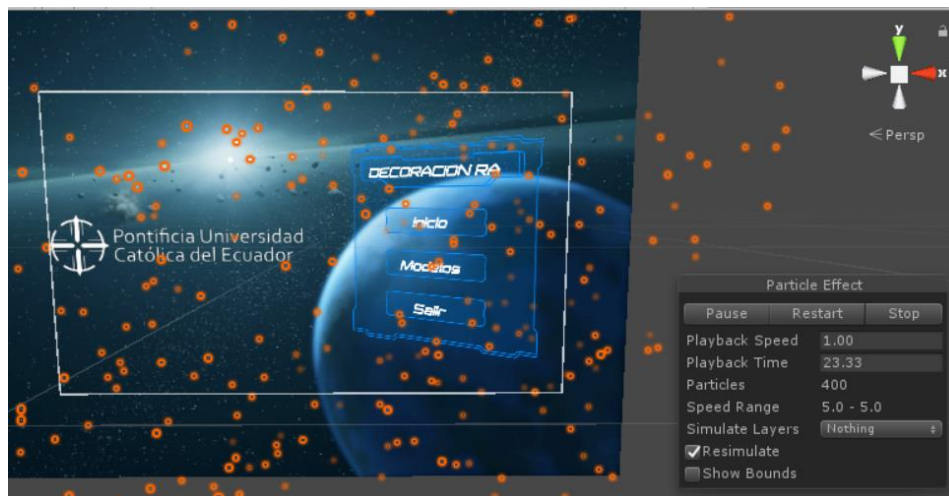 y
x
Persp
DECORACION RA
Inicio
Pontificia Universidad
Católica del Ecuador
Modelos
Salir
Particle Effect
Pause Restart Stop
Playback Speed 1.00
Playback Time 23.33
Particles 400
Speed Range 5.0 - 5.0
Simulate Layers Nothing
Resimulate
Show Bounds